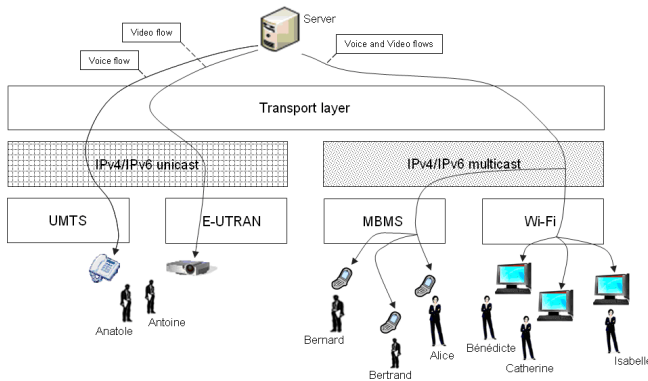 Server
Video flow
Voice flow
Voice and Video flows
Transport layer
IPv4/IPv6 unicast
IPv4/IPv6 multicast
UMTS
E-UTRAN
MBMS
Wi-Fi
Anatole
Antoine
Bernard
Bertrand
Alice
Bénédicte
Catherine
Isabelle